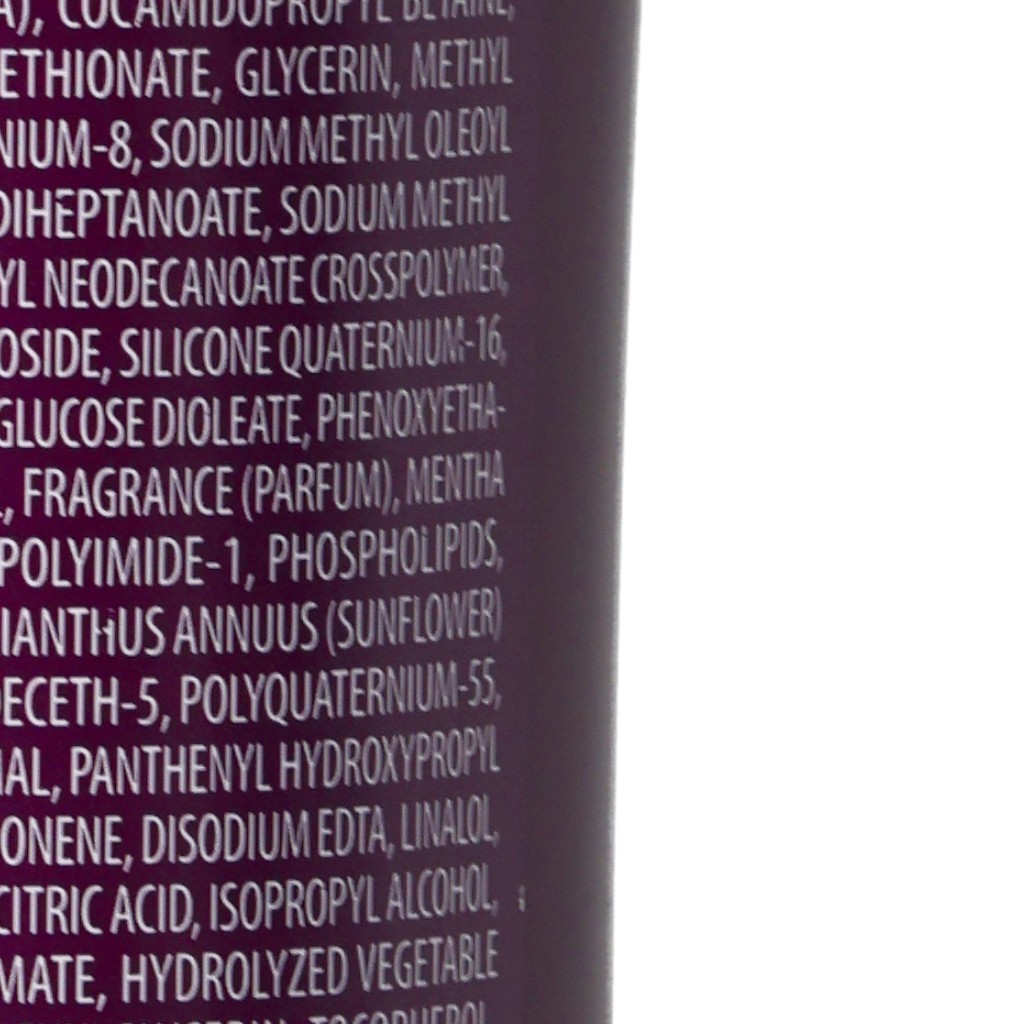 A), COCAMIDOPROPYL BETAINE,
ETHIONATE, GLYCERIN, METHYL
NIUM-8, SODIUM METHYL OLEOYL
DIHEPTANOATE, SODIUM METHYL
YL NEODECANOATE CROSSPOLYMER,
OSIDE, SILICONE QUATERNIUM-16,
GLUCOSE DIOLEATE, PHENOXYETHA-
, FRAGRANCE (PARFUM), MENTHA
POLYIMIDE-1, PHOSPHOLIPIDS,
IANTHUS ANNUUS (SUNFLOWER)
DECETH-5, POLYQUATERNIUM-55,
AL, PANTHENYL HYDROXYPROPYL
ONENE, DISODIUM EDTA, LINALOL,
CITRIC ACID, ISOPROPYL ALCOHOL,
MATE, HYDROLYZED VEGETABLE
TOCOPHEROL